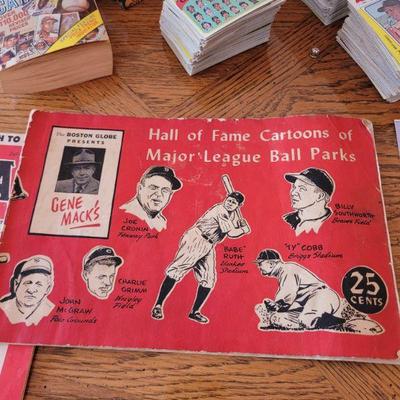 The BOSTON GLOBE
PRESENTS
GENE
MACK'S
Hall of Fame Cartoons of
Major League Ball Parks
JOE
CRONIN
Fenway Park
"BABE"
RUTH
Yankee
Stadium
BILLY
SOUTHWORTH
Braves Field
"TY" COBB
Briggs Stadium
JOHN
McGRAW
Polo Grounds
CHARLIE
GRIMM
Wrigley
Field
25
CENTS